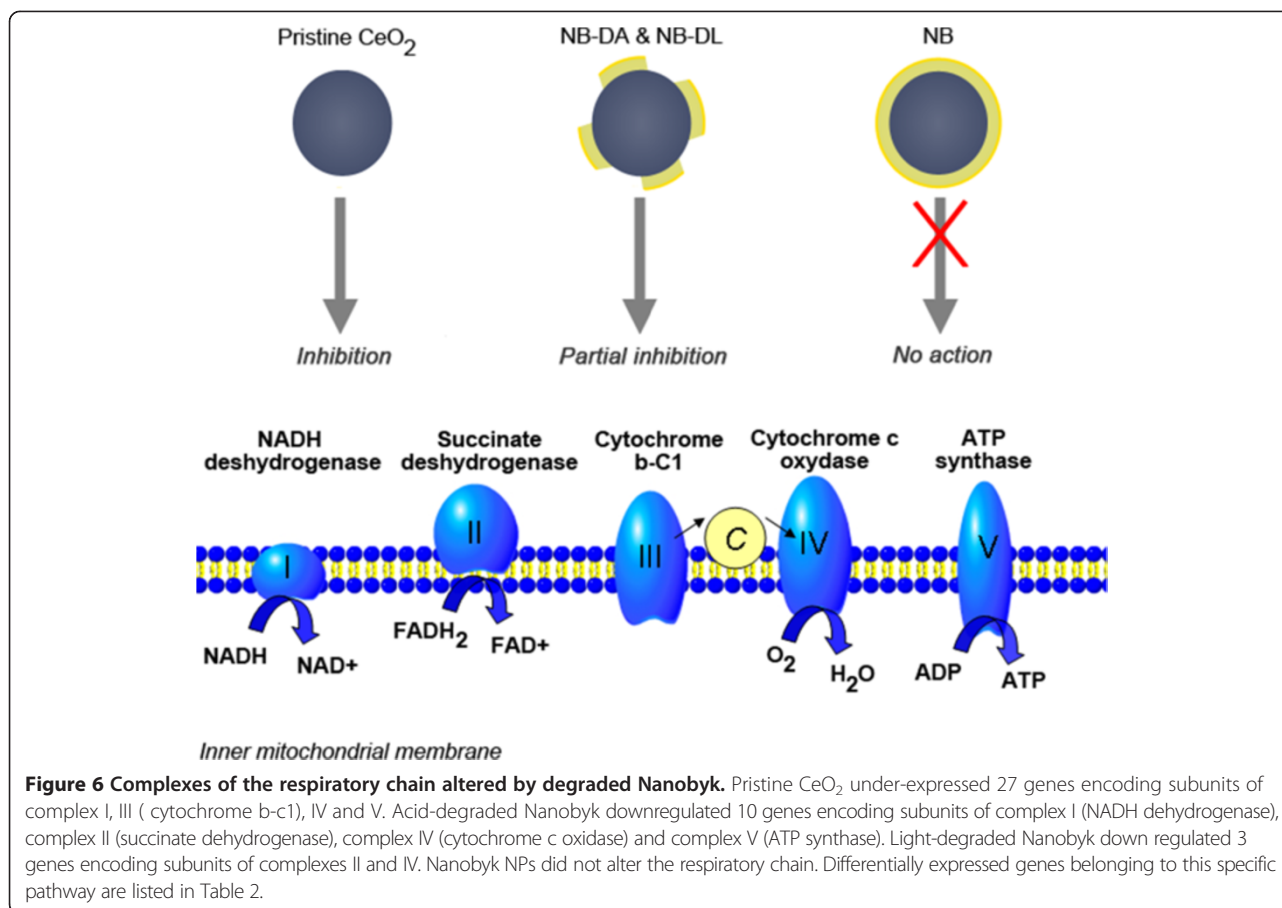 Pristine CeO2
NB-DA & NB-DL
NB
Inhibition
Partial inhibition
No action
NADH
deshydrogenase
Succinate
deshydrogenase
Cytochrome
b-C1
Cytochrome c
oxydase
ATP
synthase
I
II
III
C
IV
V
NADH
NAD+
FADH2
FAD+
O2
H2O
ADP
ATP
Inner mitochondrial membrane
Figure 6 Complexes of the respiratory chain altered by degraded Nanobyk. Pristine CeO2 under-expressed 27 genes encoding subunits of
complex I, III ( cytochrome b-c1), IV and V. Acid-degraded Nanobyk downregulated 10 genes encoding subunits of complex I (NADH dehydrogenase),
complex II (succinate dehydrogenase), complex IV (cytochrome c oxidase) and complex V (ATP synthase). Light-degraded Nanobyk down regulated 3
genes encoding subunits of complexes II and IV. Nanobyk NPs did not alter the respiratory chain. Differentially expressed genes belonging to this specific
pathway are listed in Table 2.